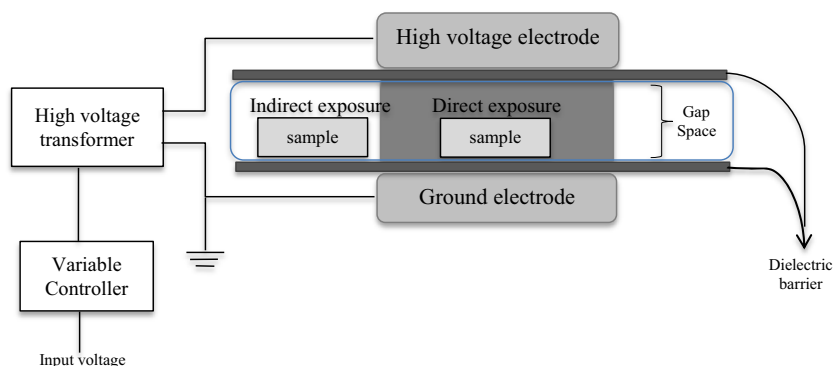 High voltage electrode
Indirect exposure
Direct exposure
Gap
Space
High voltage
transformer
sample
sample
Ground electrode
Variable
Controller
Dielectric
barrier
Input voltage